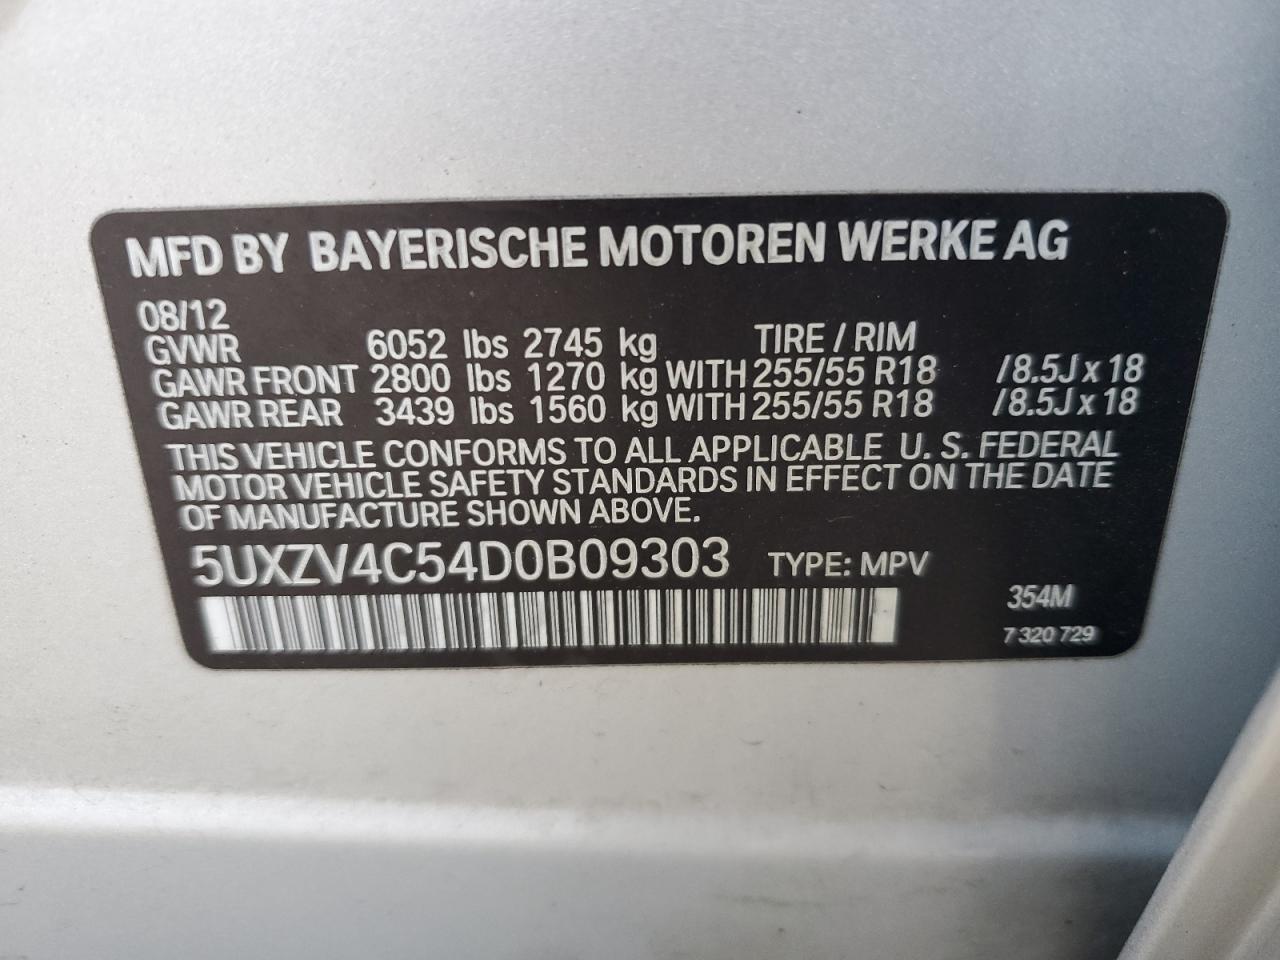 MFD BY BAYERISCHE MOTOREN WERKE AG
08/12
GVWR 6052 lbs 2745 kg TIRE / RIM
GAWR FRONT 2800 lbs 1270 kg WITH 255/55 R18 /8.5J x 18
GAWR REAR 3439 lbs 1560 kg WITH 255/55 R18 /8.5J x 18
THIS VEHICLE CONFORMS TO ALL APPLICABLE U. S. FEDERAL
MOTOR VEHICLE SAFETY STANDARDS IN EFFECT ON THE DATE
OF MANUFACTURE SHOWN ABOVE.
5UXZV4C54D0B09303 TYPE: MPV
354M
7 320 729